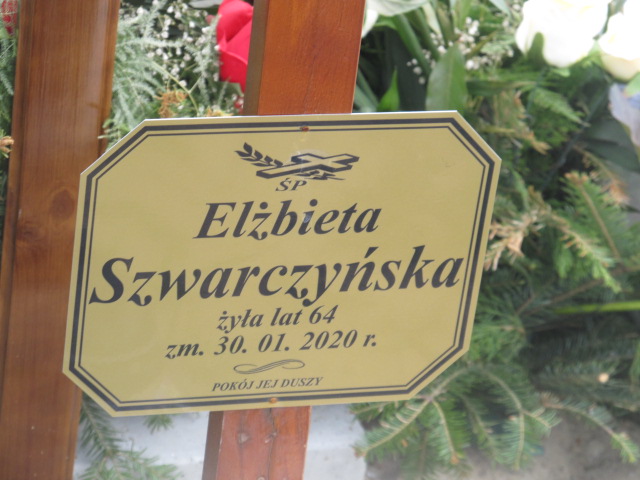 ŚP
Elżbieta
Szwarczyńska
żyła lat 64
zm. 30. 01. 2020 r.
POKÓJ JEJ DUSZY